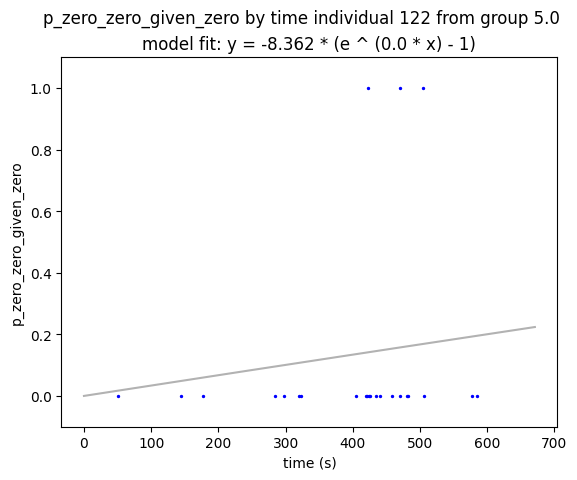 p_zero_zero_given_zero by time individual 122 from group 5.0
model fit: y = -8.362 * (e ^ (0.0 * x) - 1)
1.0
0.8
0.6
0.4
0.2
0.0
p_zero_zero_given_zero
0 100 200 300 400 500 600 700
time (s)